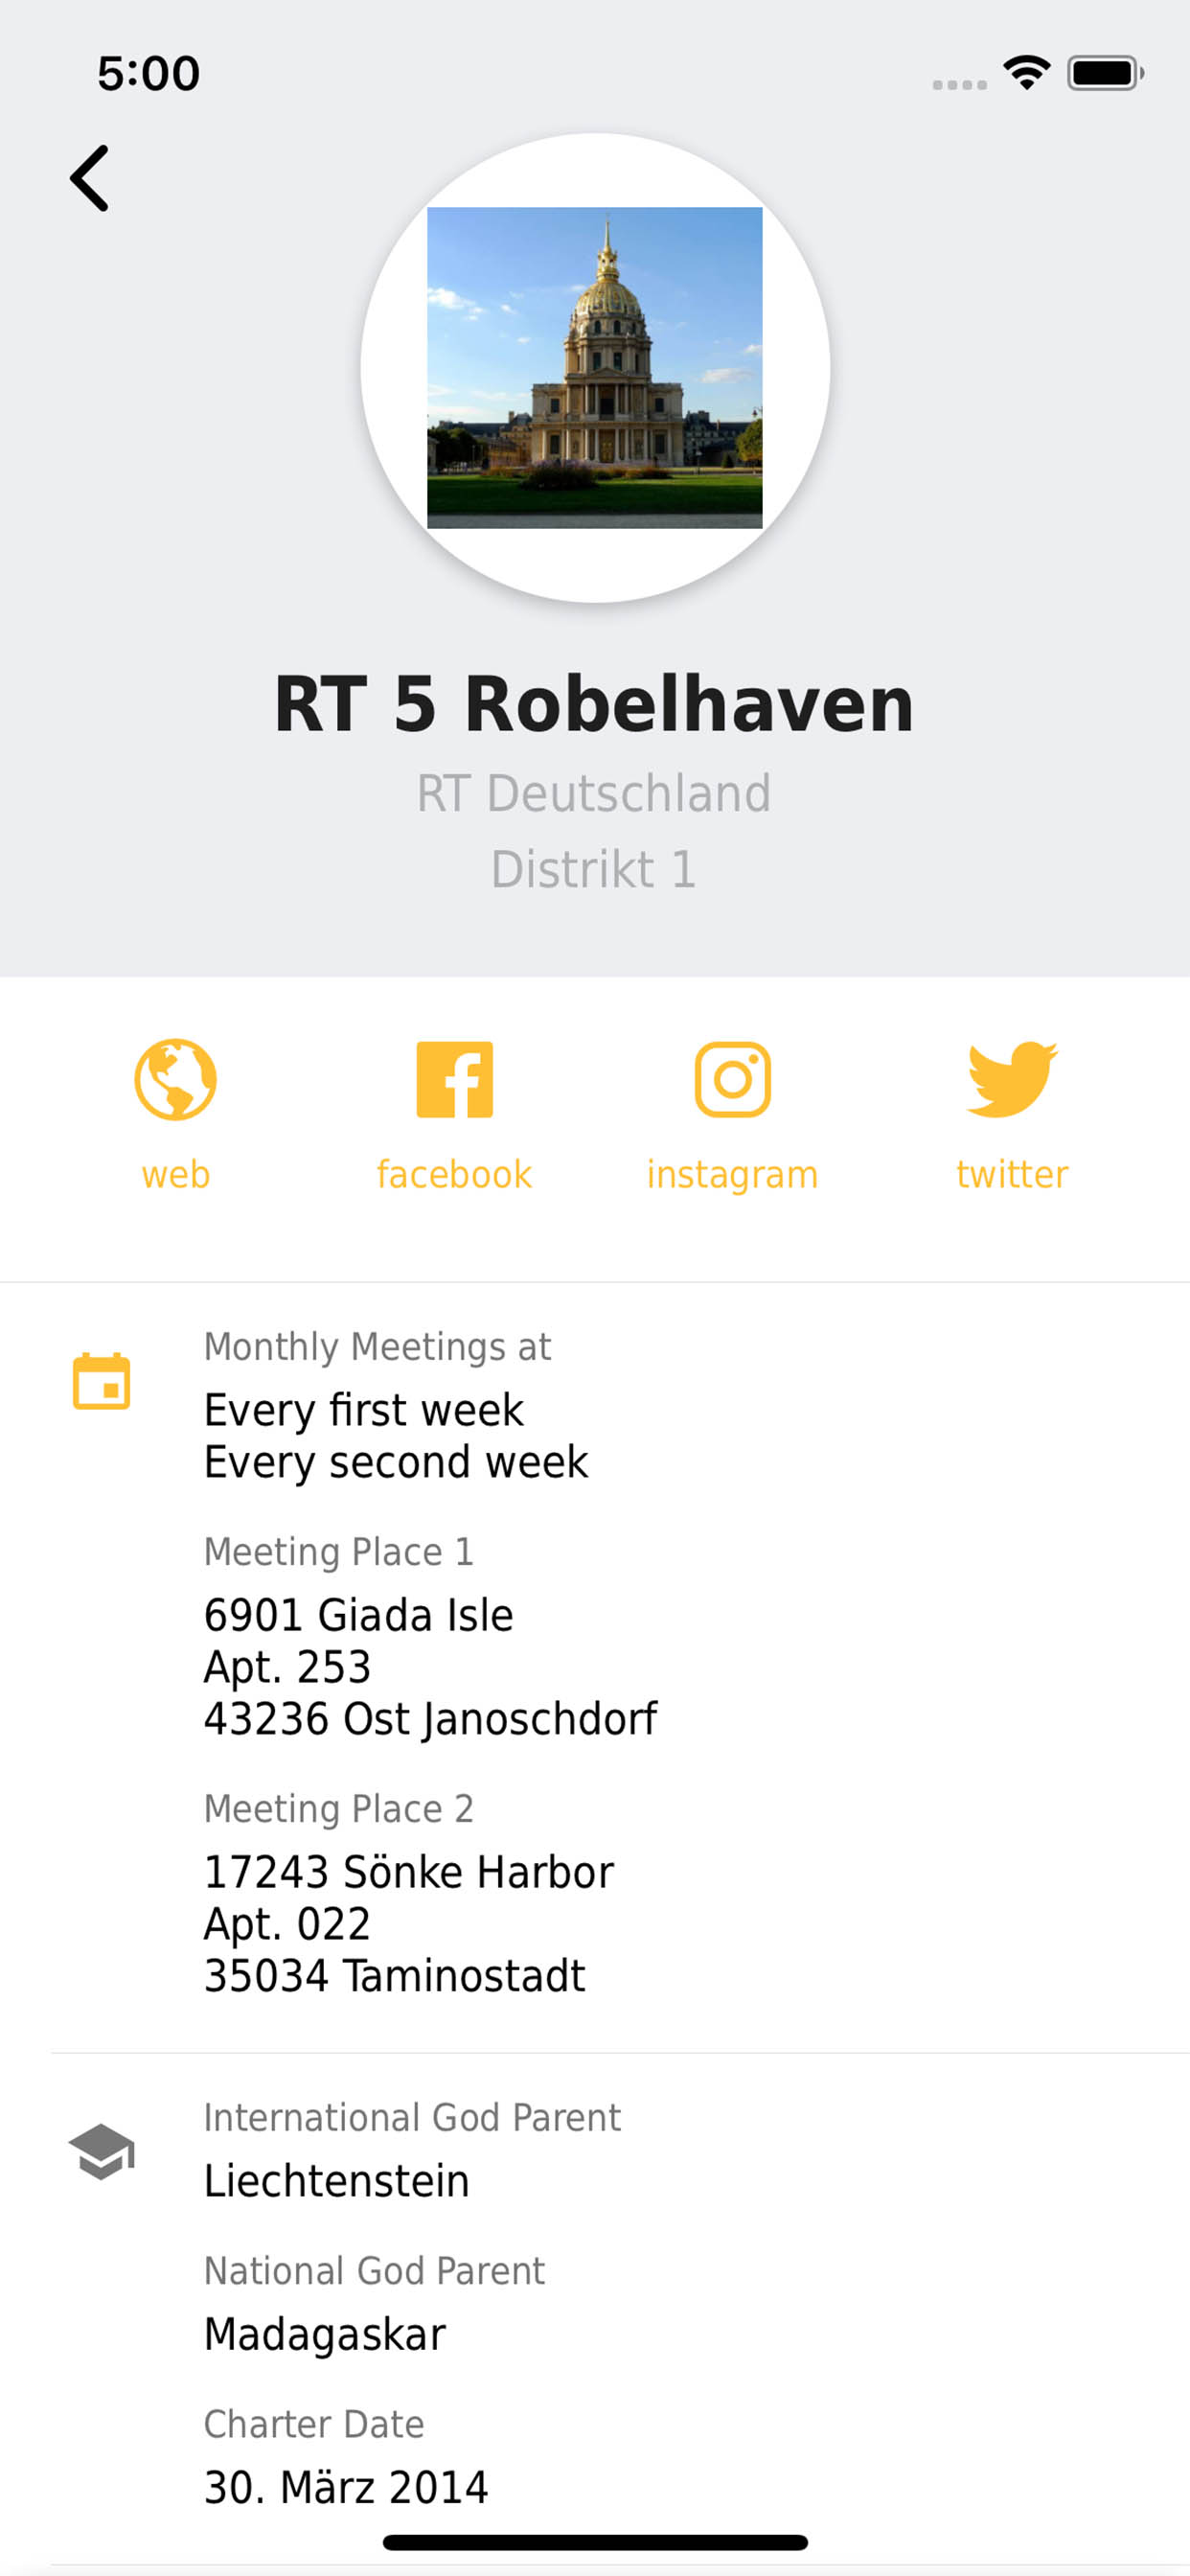 5:00
RT 5 Robelhaven
RT Deutschland
Distrikt 1
web
facebook
instagram
twitter
Monthly Meetings at
Every first week
Every second week
Meeting Place 1
6901 Giada Isle
Apt. 253
43236 Ost Janoschdorf
Meeting Place 2
17243 Sönke Harbor
Apt. 022
35034 Taminostadt
International God Parent
Liechtenstein
National God Parent
Madagaskar
Charter Date
30. März 2014